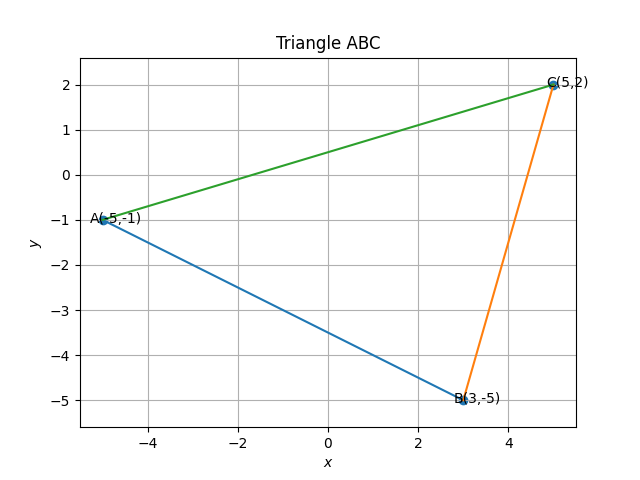 Triangle ABC
C(5,2)
A(-5,-1)
B(3,-5)
y
2
1
0
−1
−2
−3
−4
−5
−4
−2
0
2
4
x